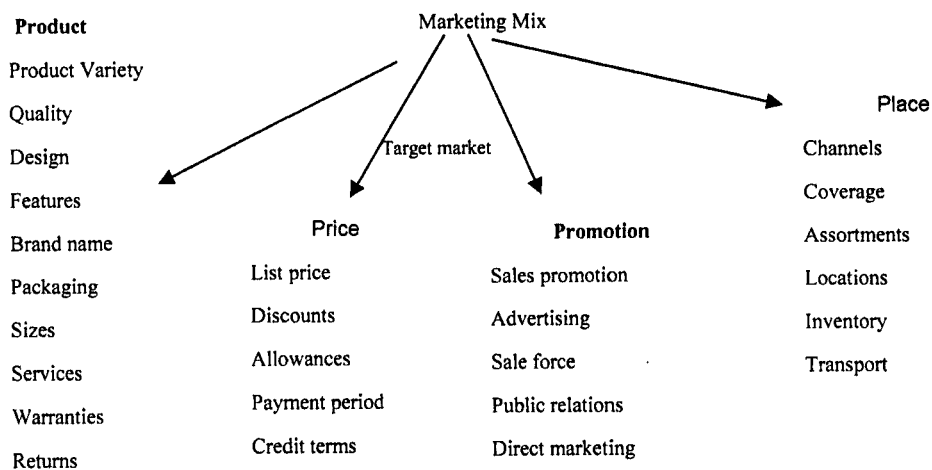 Marketing Mix
Product
Product Variety
Quality
Design
Features
Brand name
Packaging
Sizes
Services
Warranties
Returns
Target market
Price
List price
Discounts
Allowances
Payment period
Credit terms
Promotion
Sales promotion
Advertising
Sale force
Public relations
Direct marketing
Place
Channels
Coverage
Assortments
Locations
Inventory
Transport